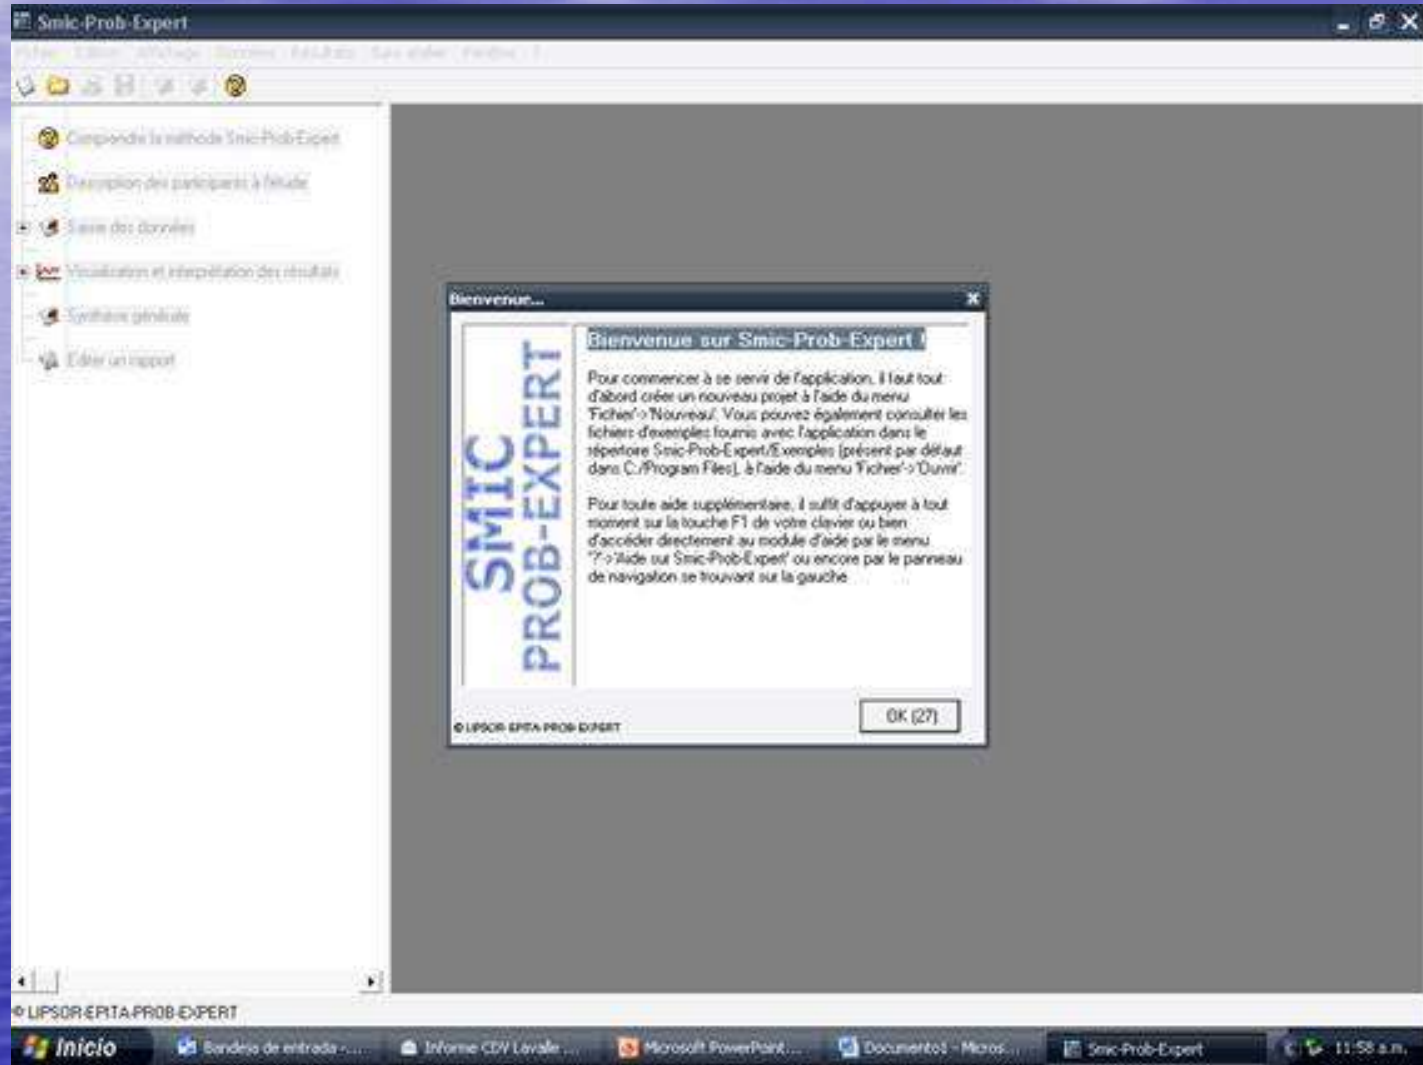 Smic-Prob-Expert
Fichier Edition Affichage Données Résultats
Comprendre la méthode Smic-Prob-Expert
Description des participants à l'étude
Saisie des données
Visualisation et interprétation des résultats
Synthèse générale
Editer un rapport
Bienvenue...
SMIC
PROB-EXPERT
Bienvenue sur Smic-Prob-Expert !
Pour commencer à se servir de l'application, il faut tout
d'abord créer un nouveau projet à l'aide du menu
'Fichier'->'Nouveau'. Vous pouvez également consulter les
fichiers d'exemples fournis avec l'application dans le
répertoire Smic-Prob-Expert/Exemples (présent par défaut
dans C:/Program Files), à l'aide du menu 'Fichier'->'Ouvrir'.
Pour toute aide supplémentaire, il suffit d'appuyer à tout
moment sur la touche F1 de votre clavier ou bien
d'accéder directement au module d'aide par le menu
'?'->'Aide sur Smic-Prob-Expert' ou encore par le panneau
de navigation se trouvant sur la gauche
© LIPSOR-EPITA-PROB-EXPERT
OK (27)
© LIPSOR-EPITA-PROB-EXPERT
Inicio
Bandeja de entrada -...
Informe CDV Lavalle ...
Microsoft PowerPoint...
Documento1 - Micros...
Smic-Prob-Expert
11:58 a.m.